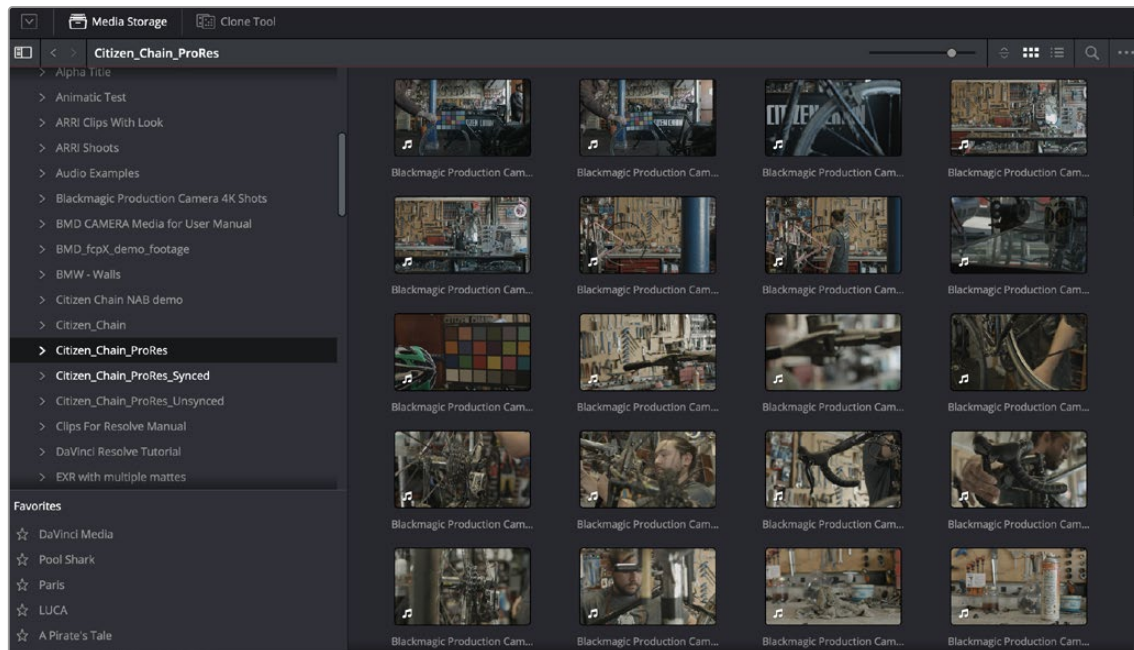 Media Storage
Clone Tool
Citizen_Chain_ProRes
Alpha Title
Animatic Test
ARRI Clips With Look
ARRI Shoots
Audio Examples
Blackmagic Production Camera 4K Shots
BMD CAMERA Media for User Manual
BMD_fcpX_demo_footage
BMW - Walls
Citizen Chain NAB demo
Citizen_Chain
Citizen_Chain_ProRes
Citizen_Chain_ProRes_Synced
Citizen_Chain_ProRes_Unsynced
Clips For Resolve Manual
DaVinci Resolve Tutorial
EXR with multiple mattes
Favorites
DaVinci Media
Pool Shark
Paris
LUCA
A Pirate's Tale
CITIZEN CHAIN
Blackmagic Production Cam... Blackmagic Production Cam... Blackmagic Production Cam... Blackmagic Production Cam...
Blackmagic Production Cam... Blackmagic Production Cam... Blackmagic Production Cam... Blackmagic Production Cam...
CITIZEN CHAIN
Blackmagic Production Cam... Blackmagic Production Cam... Blackmagic Production Cam... Blackmagic Production Cam...
Blackmagic Production Cam... Blackmagic Production Cam... Blackmagic Production Cam... Blackmagic Production Cam...
Blackmagic Production Cam... Blackmagic Production Cam... Blackmagic Production Cam... Blackmagic Production Cam...